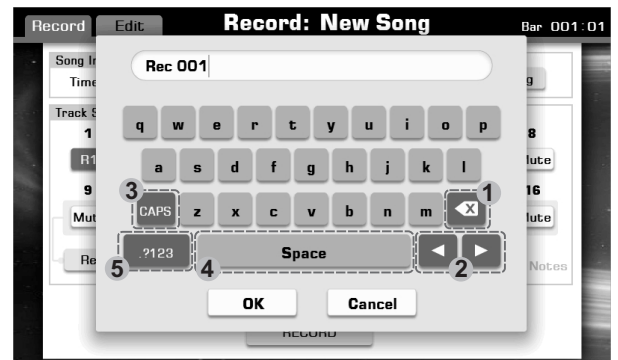 Record Edit Record: New Song Bar 001:01
Song In
Time
Rec 001
g
Track S
1 8
R1 Mute
9 16
Mut Mute
Re Notes
q w e r t y u i o p
a s d f g h j k l
3 1
CAPS z x c v b n m
.?123 Space
5 4 2
OK Cancel
RECORD